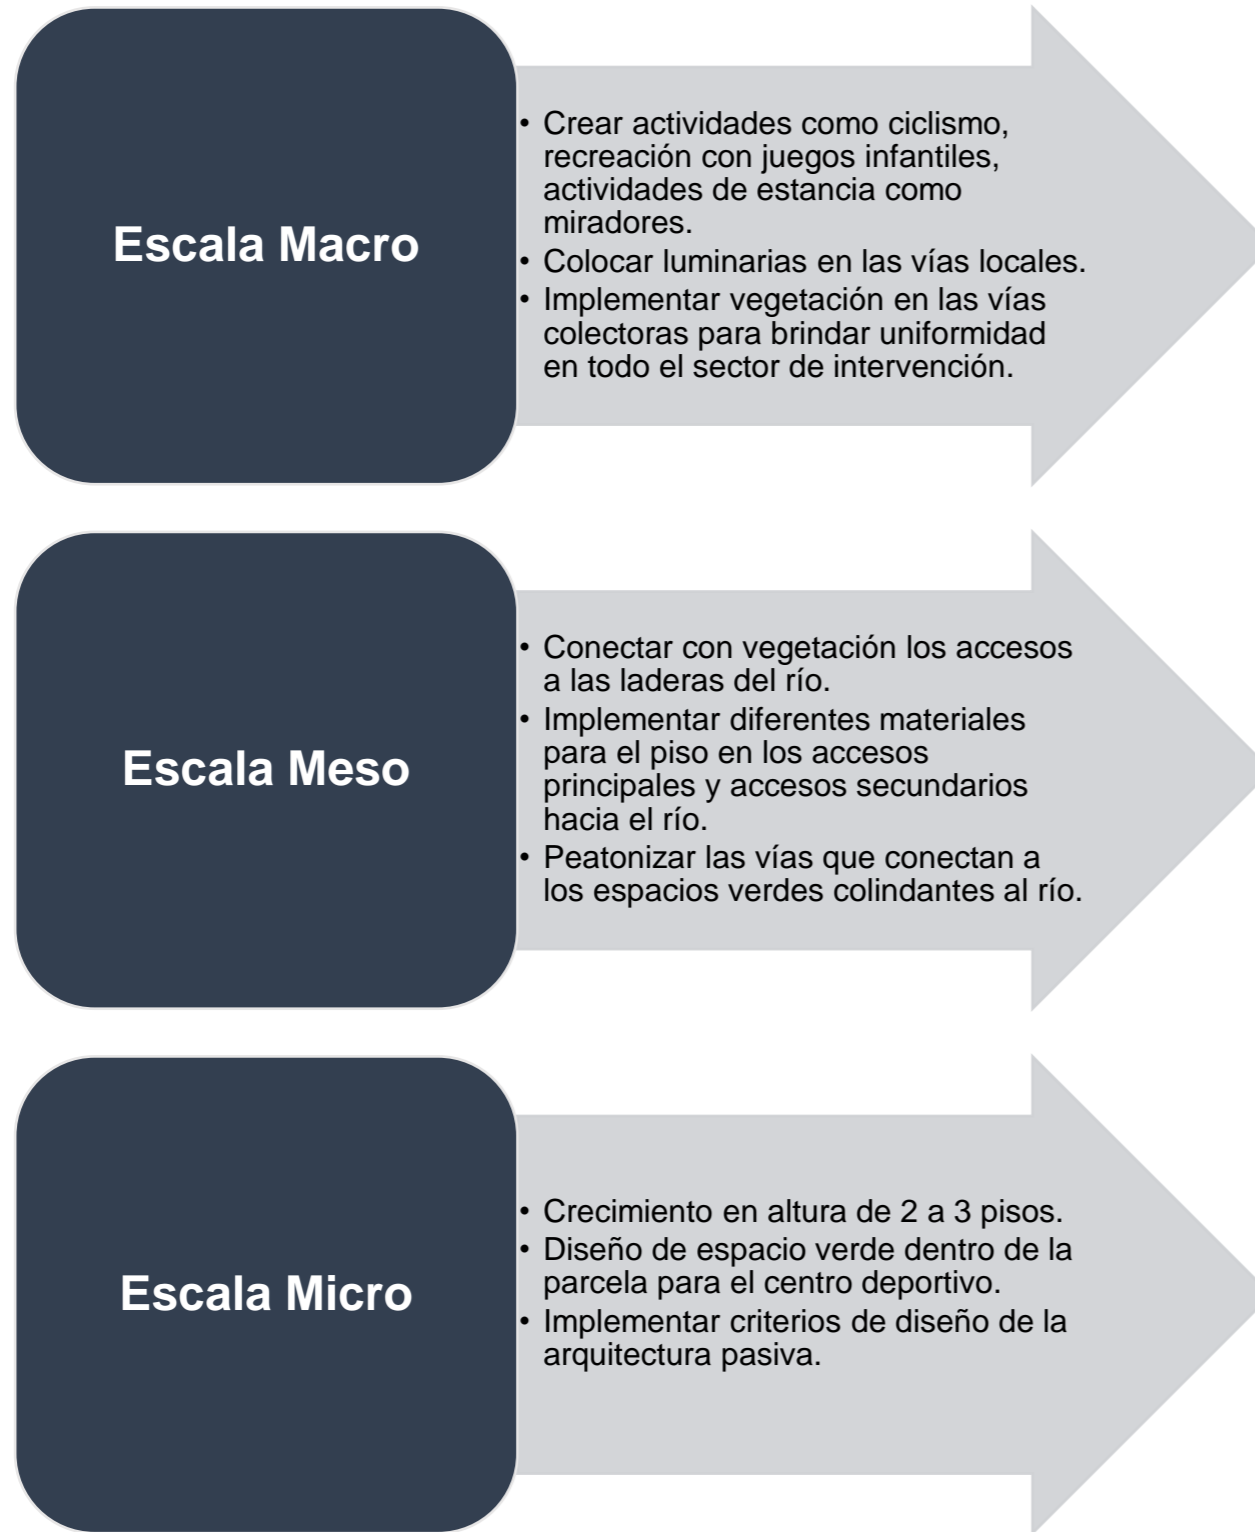 Escala Macro
• Crear actividades como ciclismo,
recreación con juegos infantiles,
actividades de estancia como
miradores.
• Colocar luminarias en las vías locales.
• Implementar vegetación en las vías
colectoras para brindar uniformidad
en todo el sector de intervención.
Escala Meso
• Conectar con vegetación los accesos
a las laderas del río.
• Implementar diferentes materiales
para el piso en los accesos
principales y accesos secundarios
hacia el río.
• Peatonizar las vías que conectan a
los espacios verdes colindantes al río.
Escala Micro
• Crecimiento en altura de 2 a 3 pisos.
• Diseño de espacio verde dentro de la
parcela para el centro deportivo.
• Implementar criterios de diseño de la
arquitectura pasiva.